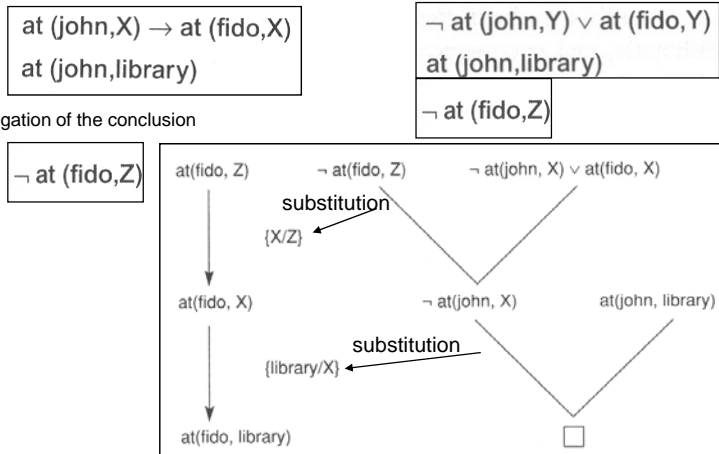 at (john,X) → at (fido,X)
at (john,library)
¬ at (john,Y) ∨ at (fido,Y)
at (john,library)
¬ at (fido,Z)
gation of the conclusion
¬ at (fido,Z)
at(fido, Z) ¬ at(fido, Z) ¬ at(john, X) ∨ at(fido, X)
substitution
{X/Z}
at(fido, X) ¬ at(john, X) at(john, library)
substitution
{library/X}
at(fido, library)